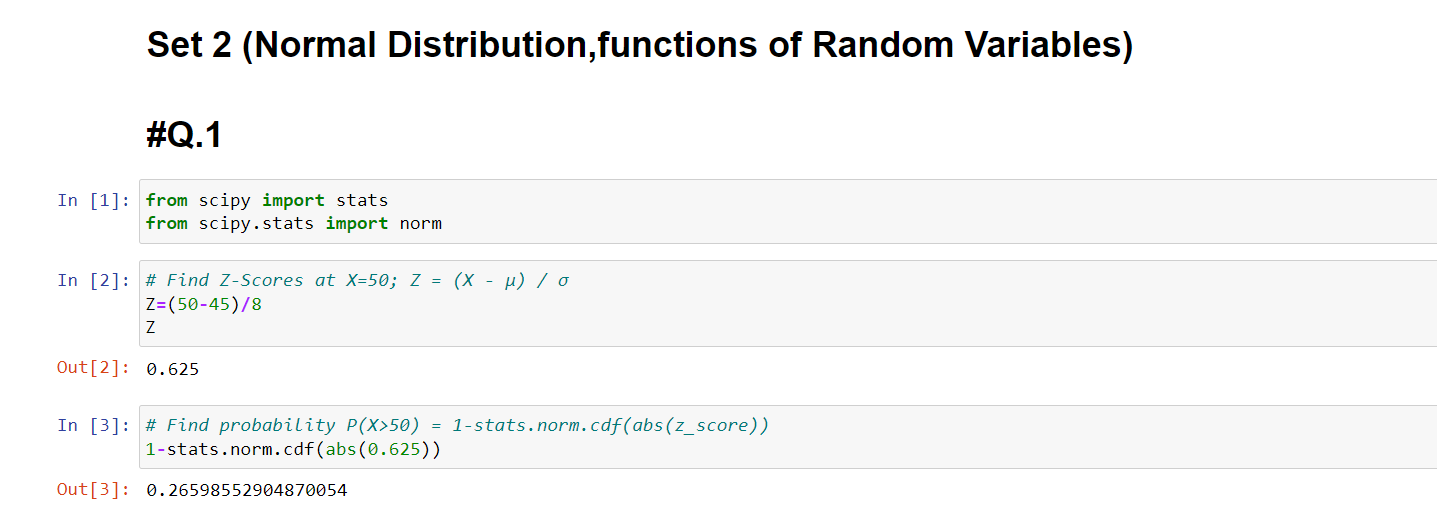 Set 2 (Normal Distribution,functions of Random Variables)
#Q.1
In [1]: from scipy import stats
from scipy.stats import norm
In [2]: # Find Z-Scores at X=50; Z = (X - μ) / σ
Z=(50-45)/8
Z
Out[2]: 0.625
In [3]: # Find probability P(X>50) = 1-stats.norm.cdf(abs(z_score))
1-stats.norm.cdf(abs(0.625))
Out[3]: 0.26598552904870054